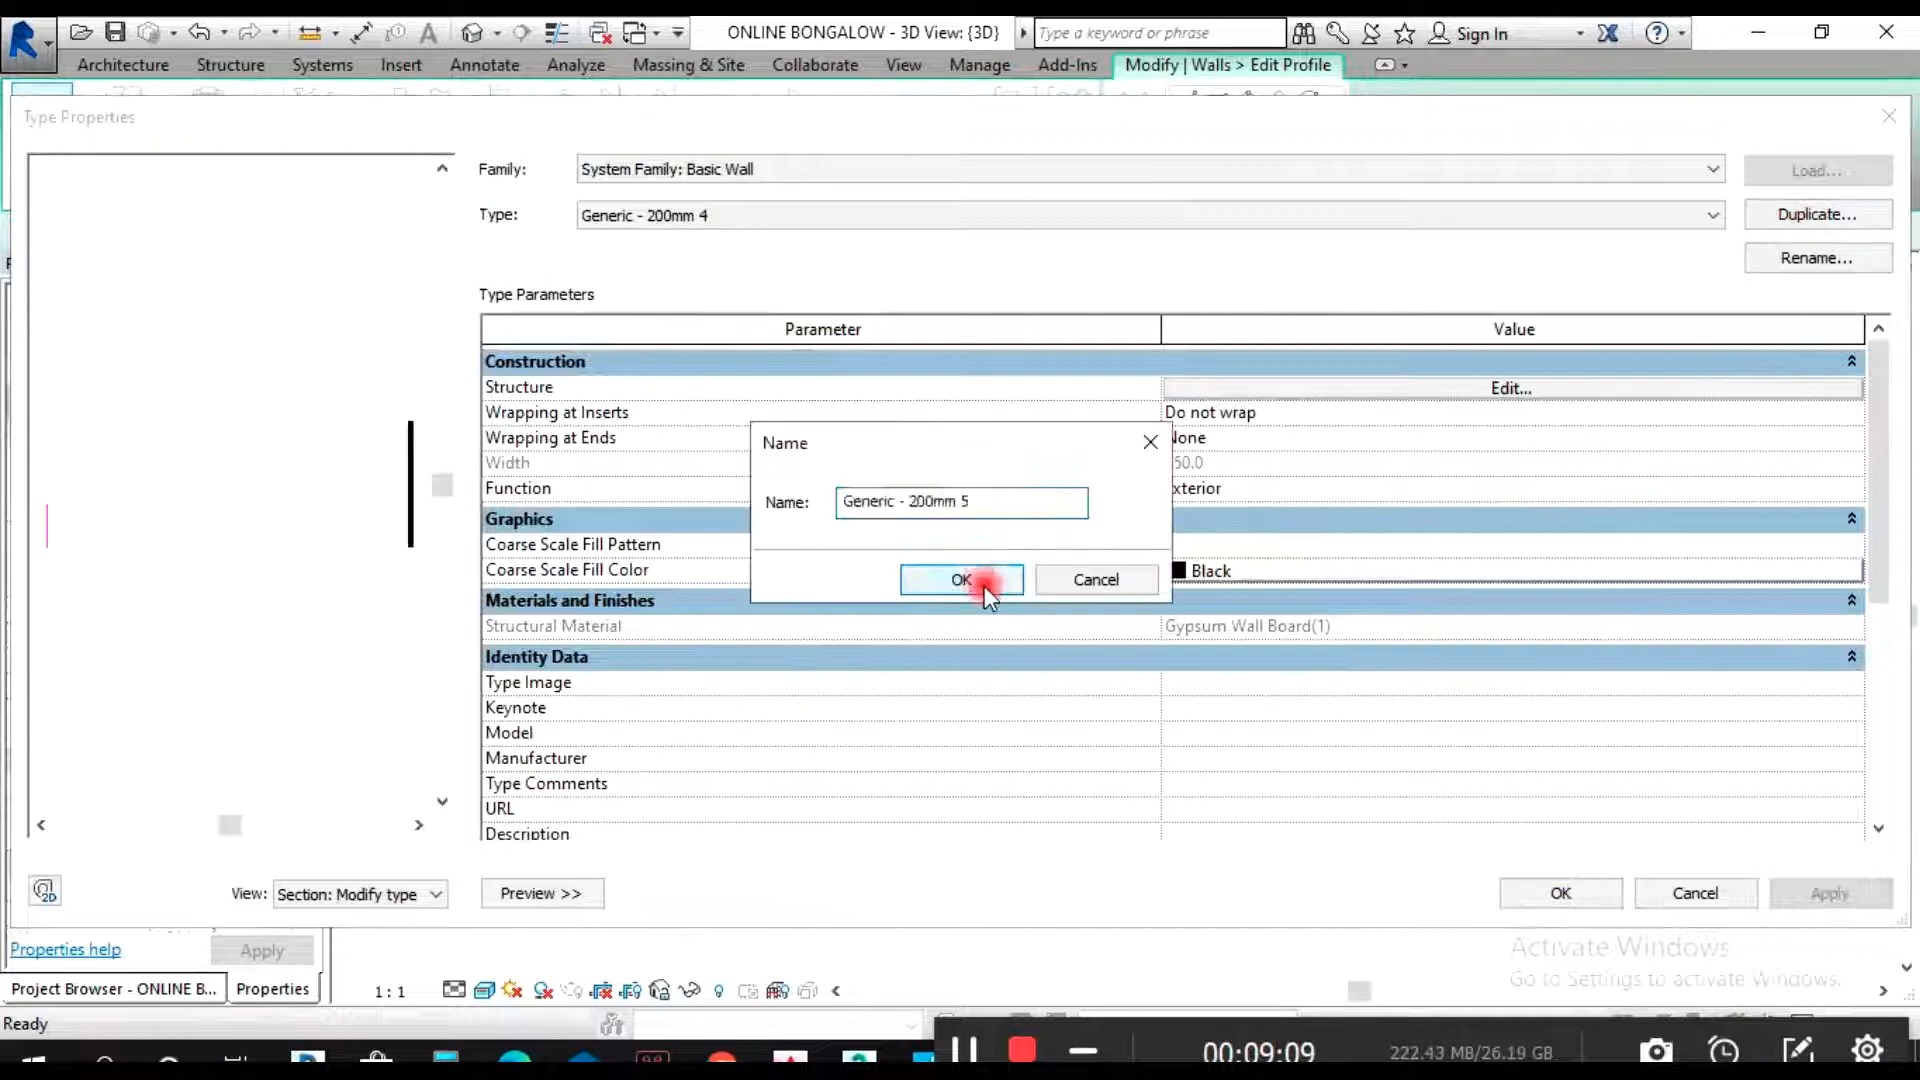 ONLINE BONGALOW - 3D View: {3D}
Type a keyword or phrase
Sign In
Architecture
Structure
Systems
Insert
Annotate
Analyze
Massing & Site
Collaborate
View
Manage
Add-Ins
Modify | Walls > Edit Profile
Type Properties
Family:
System Family: Basic Wall
Load...
Type:
Generic - 200mm 4
Duplicate...
Rename...
Type Parameters
Parameter
Value
Construction
Structure
Edit...
Wrapping at Inserts
Do not wrap
Wrapping at Ends
None
Width
50.0
Function
xterior
Name
Name:
Generic - 200mm 5
OK
Cancel
Graphics
Coarse Scale Fill Pattern
Coarse Scale Fill Color
Black
Materials and Finishes
Structural Material
Gypsum Wall Board(1)
Identity Data
Type Image
Keynote
Model
Manufacturer
Type Comments
URL
Description
View:
Section: Modify type
Preview >>
OK
Cancel
Apply
Properties help
Apply
Activate Windows
Go to Settings to activate Windows.
Project Browser - ONLINE B...
Properties
1 : 1
Ready
00:09:09
222.43 MB/26.19 GB